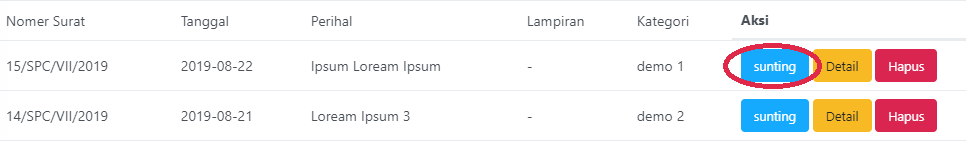 Nomer Surat Tanggal Perihal Lampiran Kategori Aksi
15/SPC/VII/2019 2019-08-22 Ipsum Loream Ipsum - demo 1 sunting Detail Hapus
14/SPC/VII/2019 2019-08-21 Loream Ipsum 3 - demo 2 sunting Detail Hapus